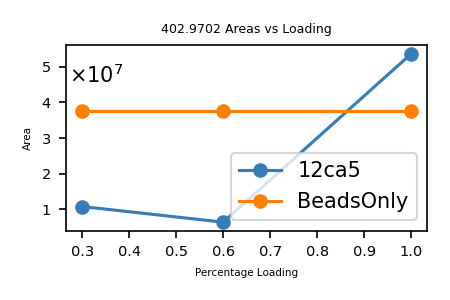 402.9702 Areas vs Loading
×10⁷
5
4
3
2
1
Area
12ca5
BeadsOnly
0.3 0.4 0.5 0.6 0.7 0.8 0.9 1.0
Percentage Loading